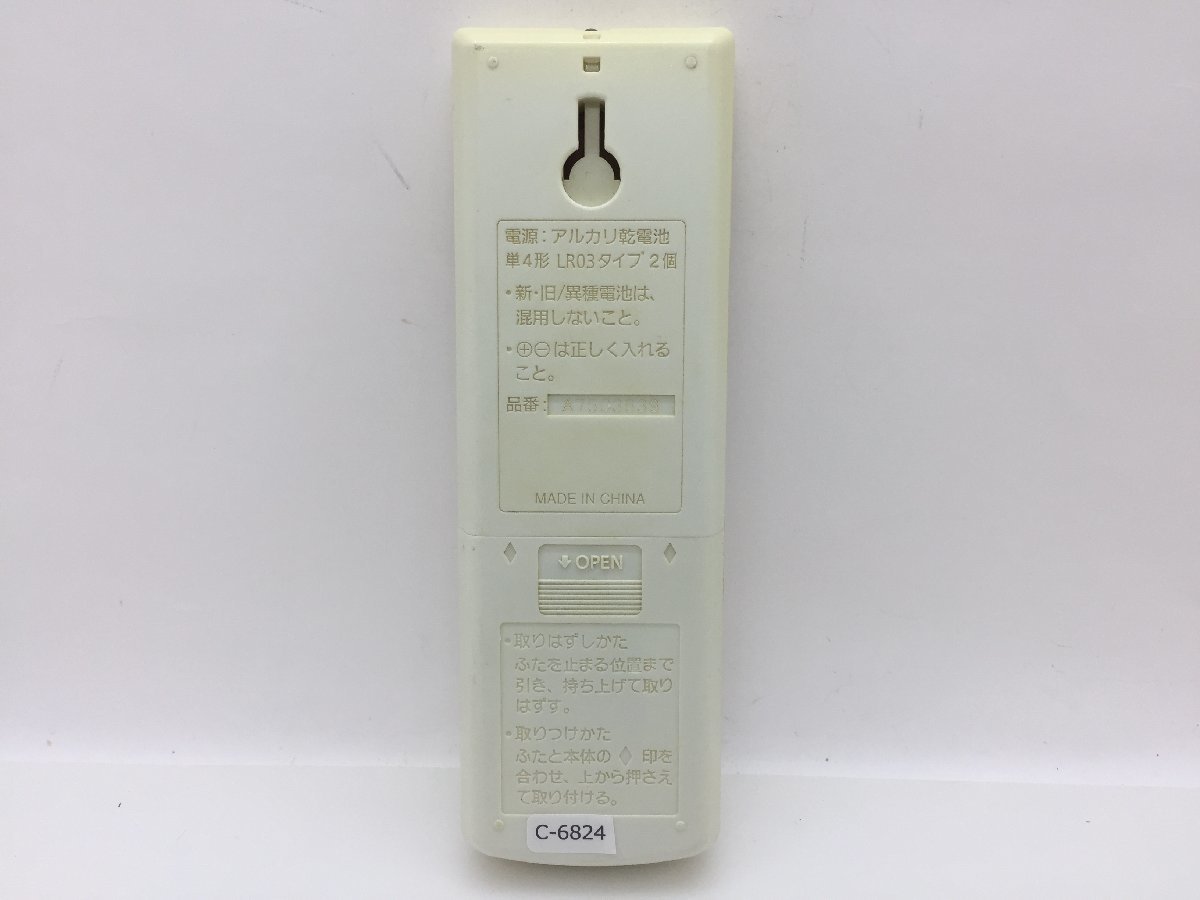 電源：アルカリ乾電池
単4形 LR03タイプ 2個
・新・旧/異種電池は、
混用しないこと。
・⊕⊖は正しく入れる
こと。
品番：
MADE IN CHINA
OPEN
・取りはずしかた
ふたを止まる位置まで
引き、持ち上げて取り
はずす。
・取りつけかた
ふたと本体の ◇ 印を
合わせ、上から押さえ
て取り付ける。
C-6824